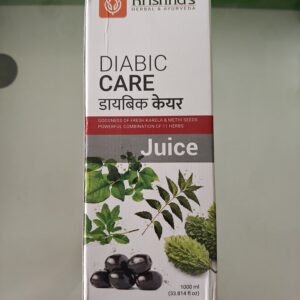 Krishna's
HERBAL & AYURVEDA
DIABIC
CARE
डायबिक केयर
GOODNESS OF FRESH KARELA & METHI SEEDS
POWERFUL COMBINATION OF 11 HERBS
Juice
1000 ml
(33.814 fl.oz)